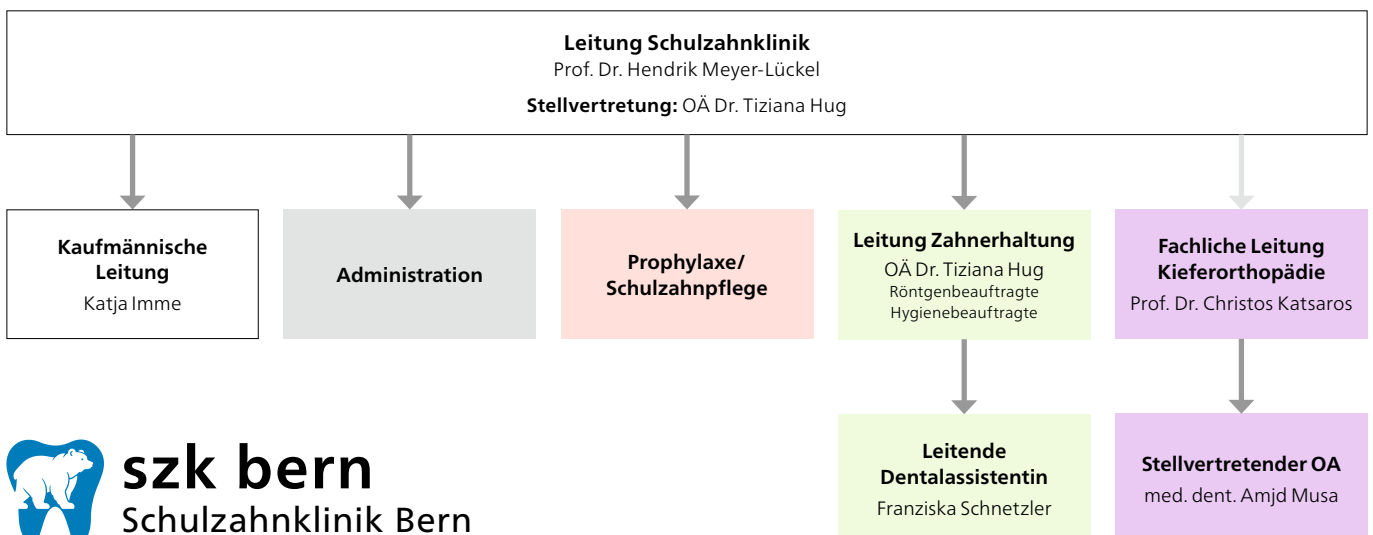 Leitung Schulzahnklinik
Prof. Dr. Hendrik Meyer-Lückel
Stellvertretung: OÄ Dr. Tiziana Hug
Kaufmännische
Leitung
Katja Imme
Administration
Prophylaxe/
Schulzahnpflege
Leitung Zahnerhaltung
OÄ Dr. Tiziana Hug
Röntgenbeauftragte
Hygienebeauftragte
Fachliche Leitung
Kieferorthopädie
Prof. Dr. Christos Katsaros
Leitende
Dentalassistentin
Franziska Schnetzler
Stellvertretender OA
med. dent. Amjd Musa
szk bern
Schulzahnklinik Bern